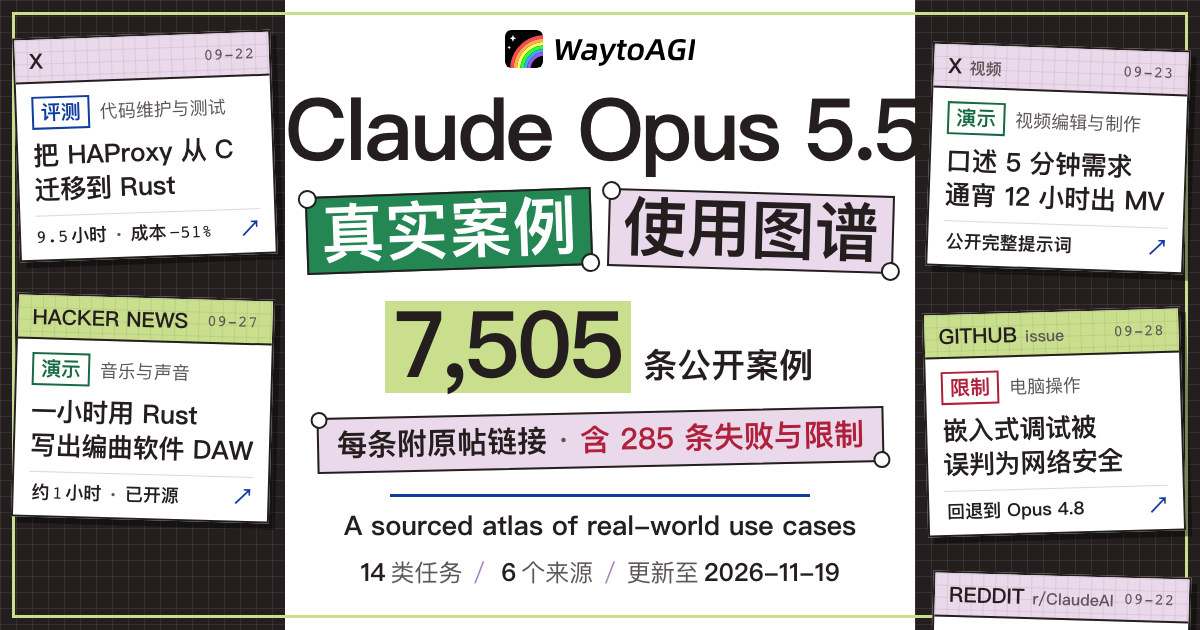 WaytoAGI
Claude Opus 5.5
真实案例
使用图谱
7,505 条公开案例
每条附原帖链接 · 含 285 条失败与限制
A sourced atlas of real-world use cases
14 类任务 / 6 个来源 / 更新至 2026-11-19
X 09-22
评测 代码维护与测试
把 HAProxy 从 C
迁移到 Rust
9.5小时 · 成本-51% ↗
HACKER NEWS 09-27
演示 音乐与声音
一小时用 Rust
写出编曲软件 DAW
约1小时 · 已开源 ↗
X 视频 09-23
演示 视频编辑与制作
口述 5 分钟需求
通宵 12 小时出 MV
公开完整提示词 ↗
GITHUB issue 09-28
限制 电脑操作
嵌入式调试被
误判为网络安全
回退到 Opus 4.8 ↗
REDDIT r/ClaudeAI 09-22